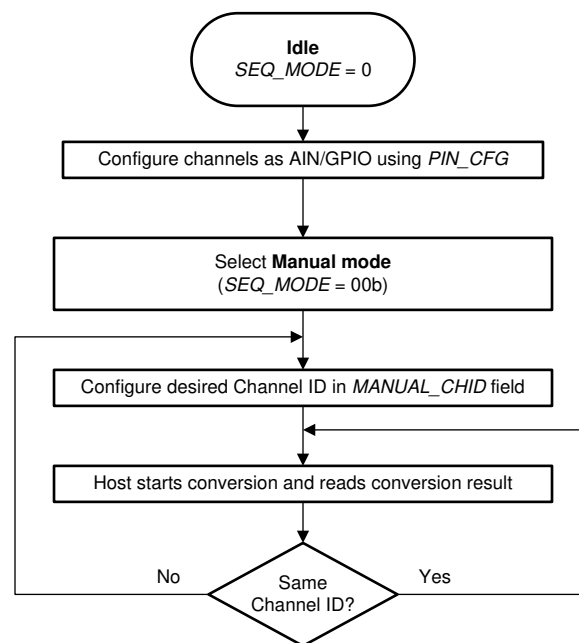 Idle
SEQ_MODE = 0
Configure channels as AIN/GPIO using PIN_CFG
Select Manual mode
(SEQ_MODE = 00b)
Configure desired Channel ID in MANUAL_CHID field
Host starts conversion and reads conversion result
No
Yes
Same
Channel ID?